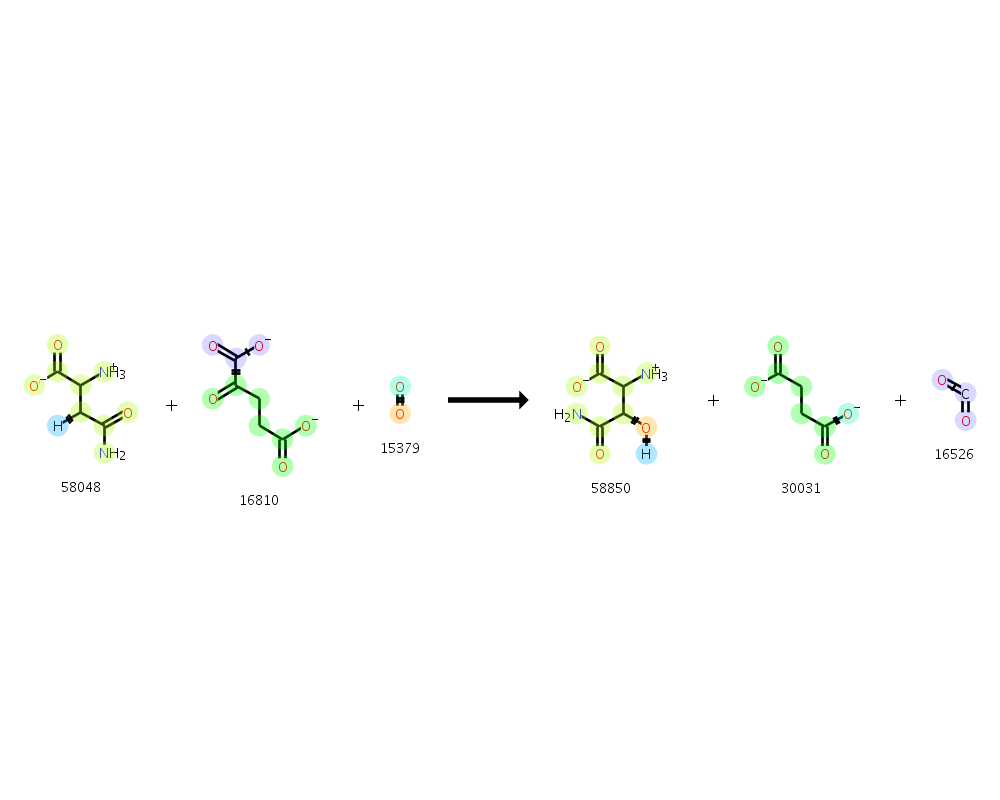 O
O−
NH3+
H
O
NH2
58048
+
O
O−
O
O−
O
16810
+
O
O
15379
O
O−
NH3+
H2N
O
O
H
58850
+
O
O−
O−
O
30031
+
O
C
O
16526